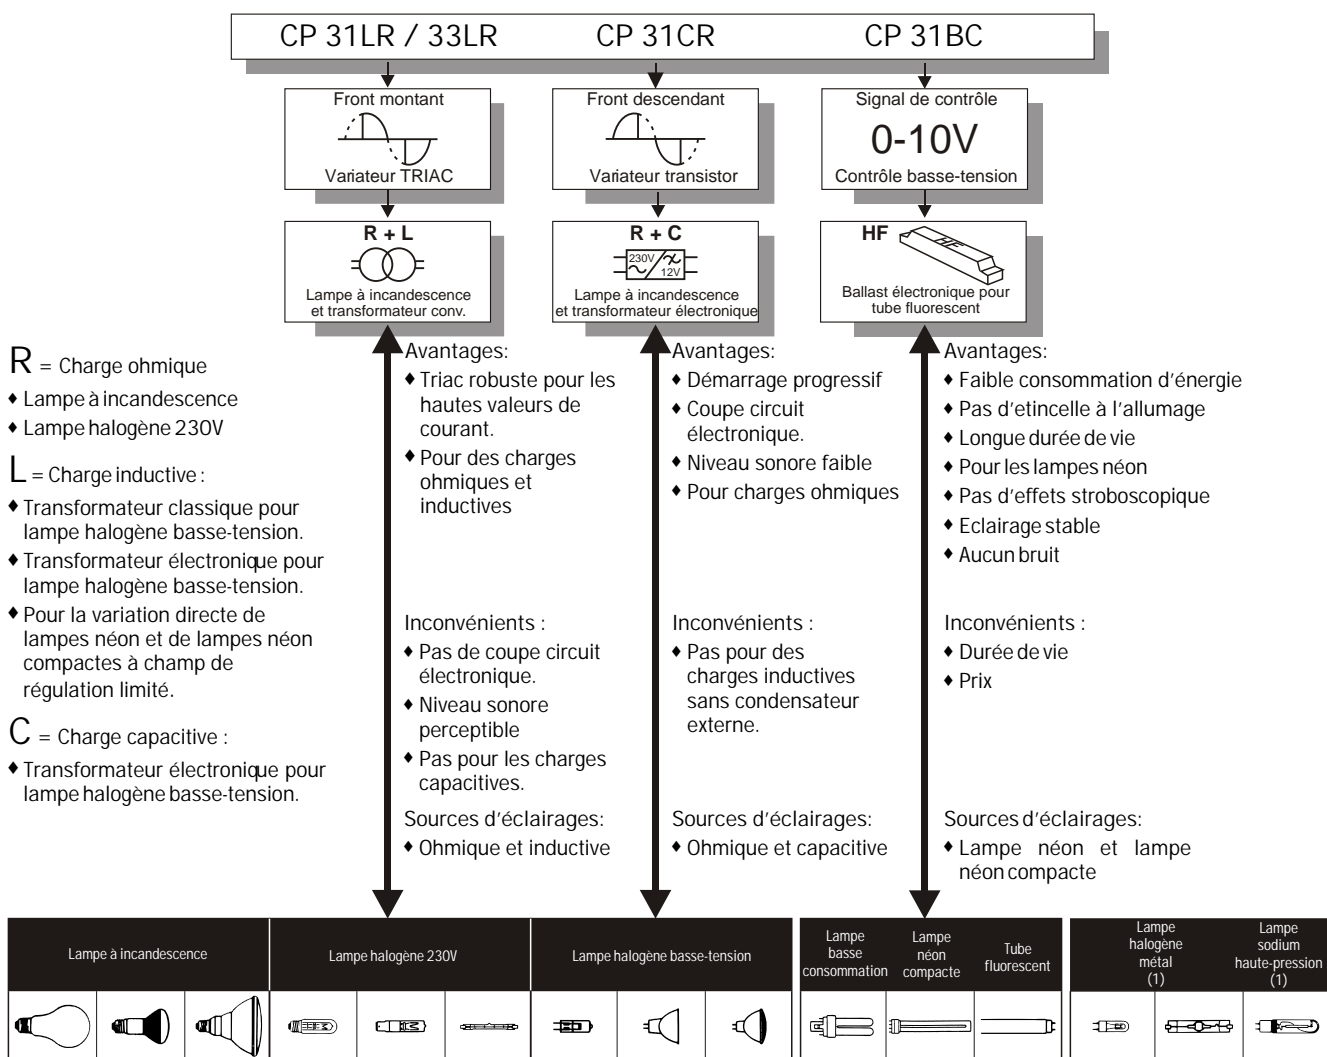 CP 31LR / 33LR
CP 31CR
CP 31BC
Front montant
Variateur TRIAC
Front descendant
Variateur transistor
Signal de contrôle
0-10V
Contrôle basse-tension
R + L
Lampe à incandescence
et transformateur conv.
R + C
230V
12V
Lampe à incandescence
et transformateur électronique
HF
HF
Ballast électronique pour
tube fluorescent
R = Charge ohmique
♦ Lampe à incandescence
♦ Lampe halogène 230V
L = Charge inductive :
♦ Transformateur classique pour
lampe halogène basse-tension.
♦ Transformateur électronique pour
lampe halogène basse-tension.
♦ Pour la variation directe de
lampes néon et de lampes néon
compactes à champ de
régulation limité.
C = Charge capacitive :
♦ Transformateur électronique pour
lampe halogène basse-tension.
Avantages:
♦ Triac robuste pour les
hautes valeurs de
courant.
♦ Pour des charges
ohmiques et
inductives
Inconvénients :
♦ Pas de coupe circuit
électronique.
♦ Niveau sonore
perceptible
♦ Pas pour les charges
capacitives.
Sources d'éclairages:
♦ Ohmique et inductive
Avantages:
♦ Démarrage progressif
♦ Coupe circuit
électronique.
♦ Niveau sonore faible
♦ Pour charges ohmiques
Inconvénients :
♦ Pas pour des
charges inductives
sans condensateur
externe.
Sources d'éclairages:
♦ Ohmique et capacitive
Avantages:
♦ Faible consommation d'énergie
♦ Pas d'etincelle à l'allumage
♦ Longue durée de vie
♦ Pour les lampes néon
♦ Pas d'effets stroboscopique
♦ Eclairage stable
♦ Aucun bruit
Inconvénients :
♦ Durée de vie
♦ Prix
Sources d'éclairages:
♦ Lampe néon et lampe
néon compacte
Lampe à incandescence
Lampe halogène 230V
Lampe halogène basse-tension
Lampe
basse
consommation
Lampe
néon
compacte
Tube
fluorescent
Lampe
halogène
métal
(1)
Lampe
sodium
haute-pression
(1)